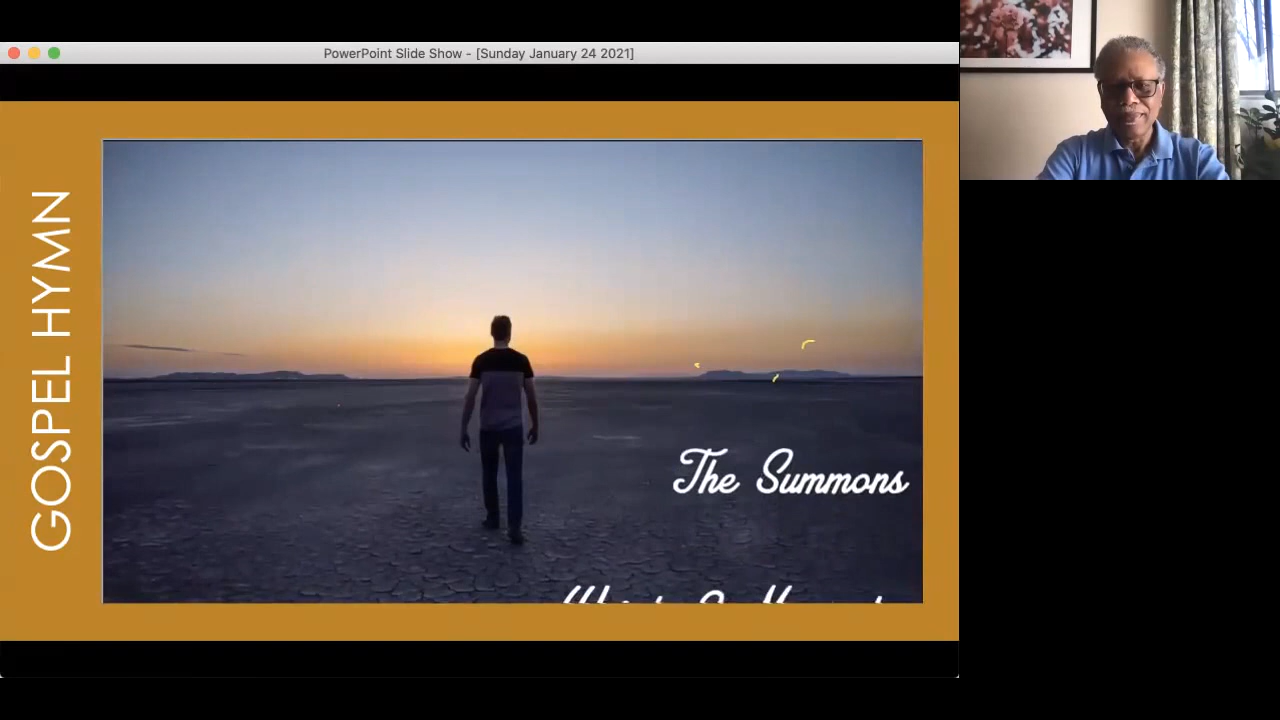 PowerPoint Slide Show - [Sunday January 24 2021]
GOSPEL HYMN
The Summons